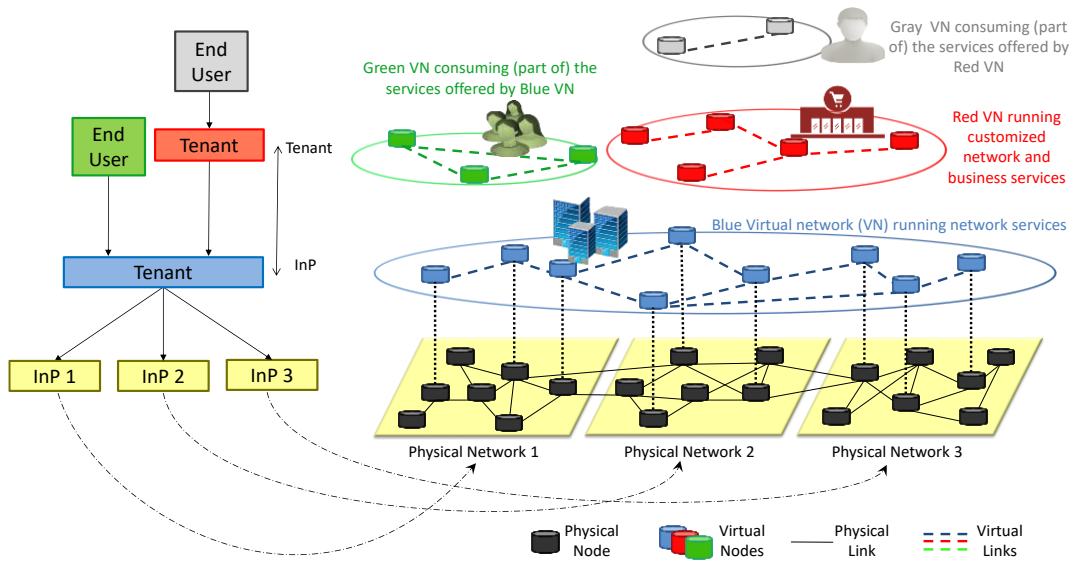 End
User
End
User
Tenant
Tenant
InP
Tenant
InP 1
InP 2
InP 3
Green VN consuming (part of) the
services offered by Blue VN
Gray VN consuming (part
of) the services offered by
Red VN
Red VN running
customized
network and
business services
Blue Virtual network (VN) running network services
Physical Network 1
Physical Network 2
Physical Network 3
Physical
Node
Virtual
Nodes
Physical
Link
Virtual
Links